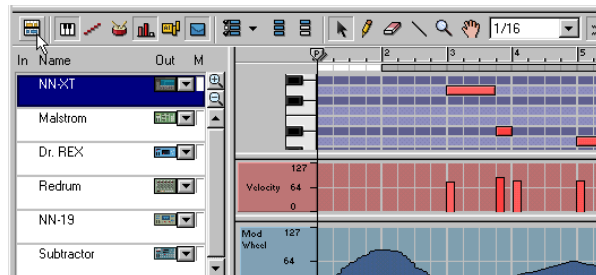 1/16
In Name Out M
P 2 3 4 5
NN-XT
Malstrom
Dr. REX
Redrum
NN-19
Subtractor
127
Velocity 64
0
Mod Wheel 127
64